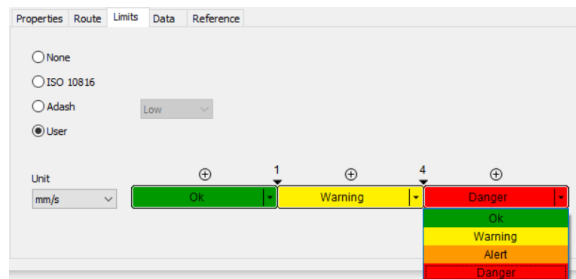 Properties Route Limits Data Reference
None
ISO 10816
Adash Low
User
Unit 1 4
mm/s Ok Warning Danger
Ok
Warning
Alert
Danger